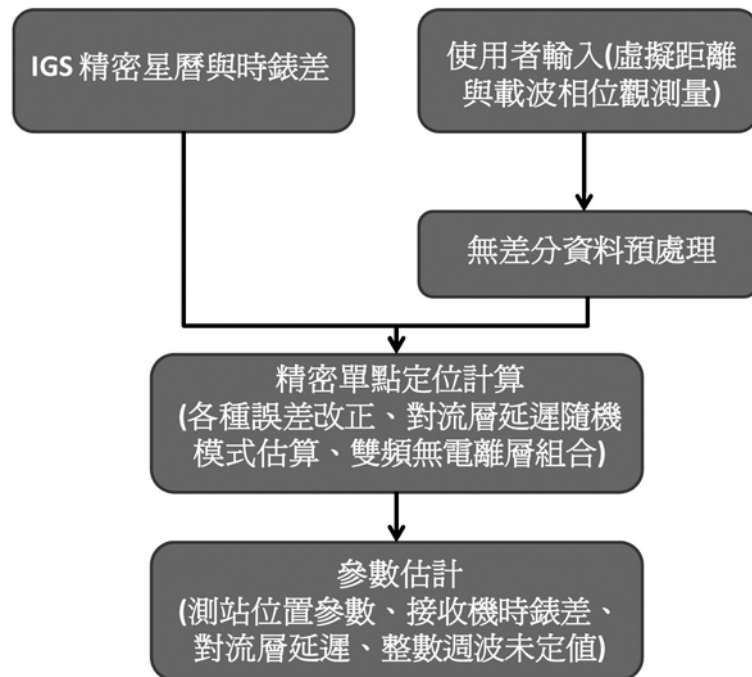 IGS 精密星曆與時錶差
使用者輸入(虛擬距離
與載波相位觀測量)
無差分資料預處理
精密單點定位計算
(各種誤差改正、對流層延遲隨機
模式估算、雙頻無電離層組合)
參數估計
(測站位置參數、接收機時錶差、
對流層延遲、整數週波未定值)